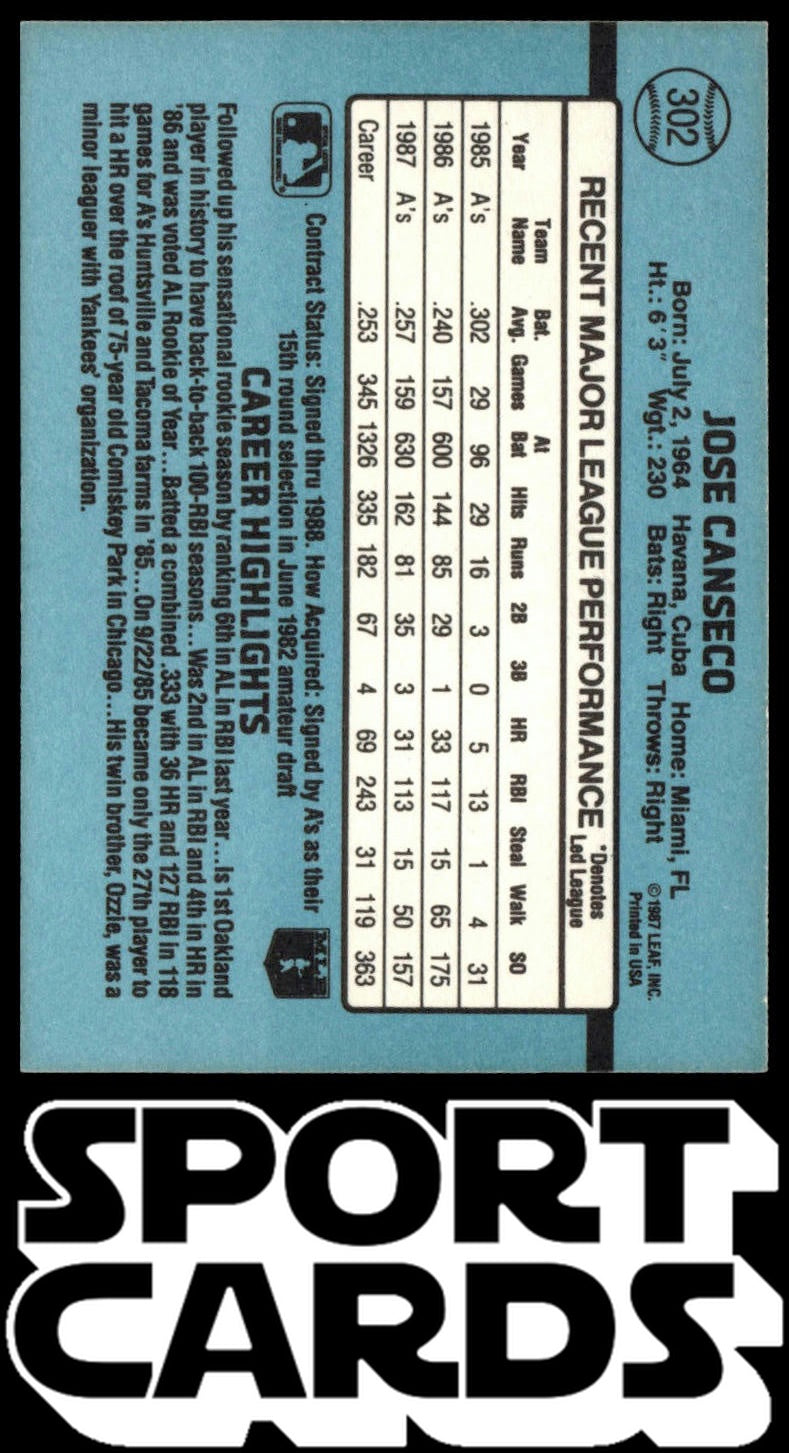 302
JOSE CANSECO
Born: July 2, 1964 Havana, Cuba Home: Miami, FL
Ht.: 6'3" Wgt.: 230 Bats: Right Throws: Right
©1987 LEAF, INC.
Printed in USA
RECENT MAJOR LEAGUE PERFORMANCE *Denotes Led League
Year Team Name Bat. Avg. Games At Bat Hits Runs 2B 3B HR RBI Steal Walk SO
1985 A's .302 29 96 29 16 3 0 5 13 1 4 31
1986 A's .240 157 600 144 85 29 1 33 117 15 65 175
1987 A's .257 159 630 162 81 35 3 31 113 15 50 157
Career .253 345 1326 335 182 67 4 69 243 31 119 363
Contract Status: Signed thru 1988. How Acquired: Signed by A's as their
15th round selection in June 1982 amateur draft
CAREER HIGHLIGHTS
Followed up his sensational rookie season by ranking 6th in AL in RBI last year...Is 1st Oakland
player in history to have back-to-back 100-RBI seasons...Was 2nd in AL in RBI and 4th in HR in
'86 and was voted AL Rookie of Year...Batted a combined .333 with 36 HR and 127 RBI in 118
games for A's Huntsville and Tacoma farms in '85...On 9/22/85 became only the 27th player to
hit a HR over the roof of 75-year old Comiskey Park in Chicago...His twin brother, Ozzie, was a
minor leaguer with Yankees' organization.
SPORT
CARDS